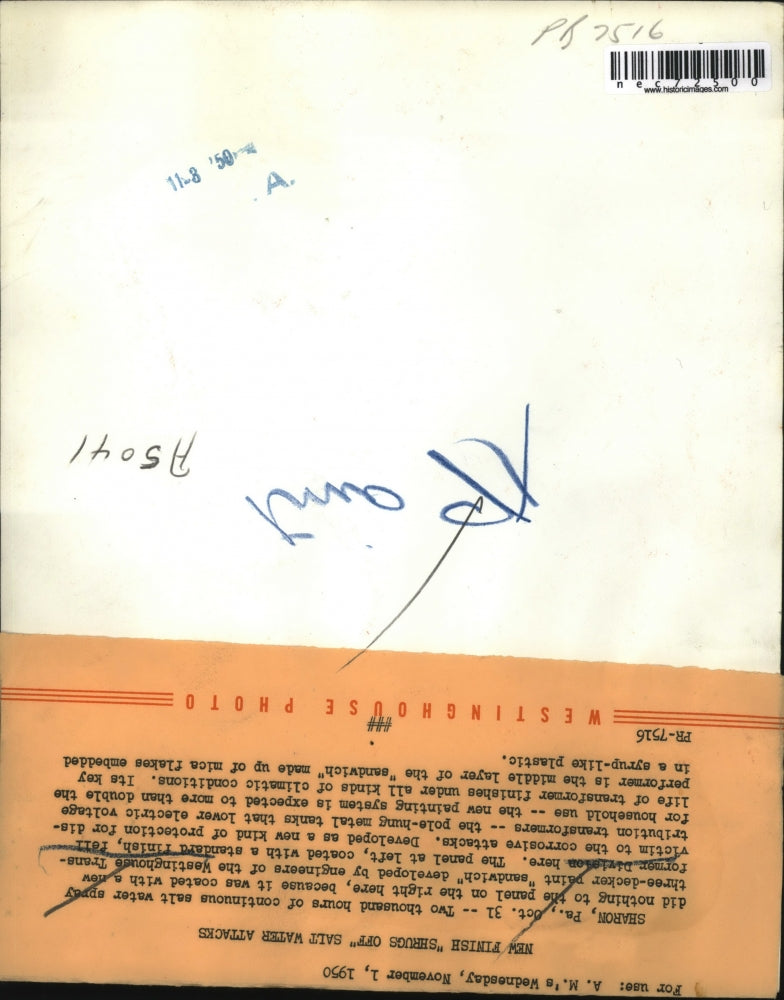 PR 7516
nec72500
www.historicimages.com
11-3 '50
A.
A5041
Paint
For use: A. M.'s Wednesday, November 1, 1950
NEW FINISH "SHRUGS OFF" SALT WATER ATTACKS
SHARON, Pa., Oct. 31 -- Two thousand hours of continuous salt water spray
did nothing to the panel on the right here, because it was coated with a new
three-decker paint "sandwich" developed by engineers of the Westinghouse Trans-
former Division here. The panel at left, coated with a standard finish, fell
victim to the corrosive attacks. Developed as a new kind of protection for dis-
tribution transformers -- the pole-hung metal tanks that lower electric voltage
for household use -- the new painting system is expected to more than double the
life of transformer finishes under all kinds of climatic conditions. Its key
performer is the middle layer of the "sandwich" made up of mica flakes embedded
in a syrup-like plastic.
PR-7516
###
WESTINGHOUSE PHOTO